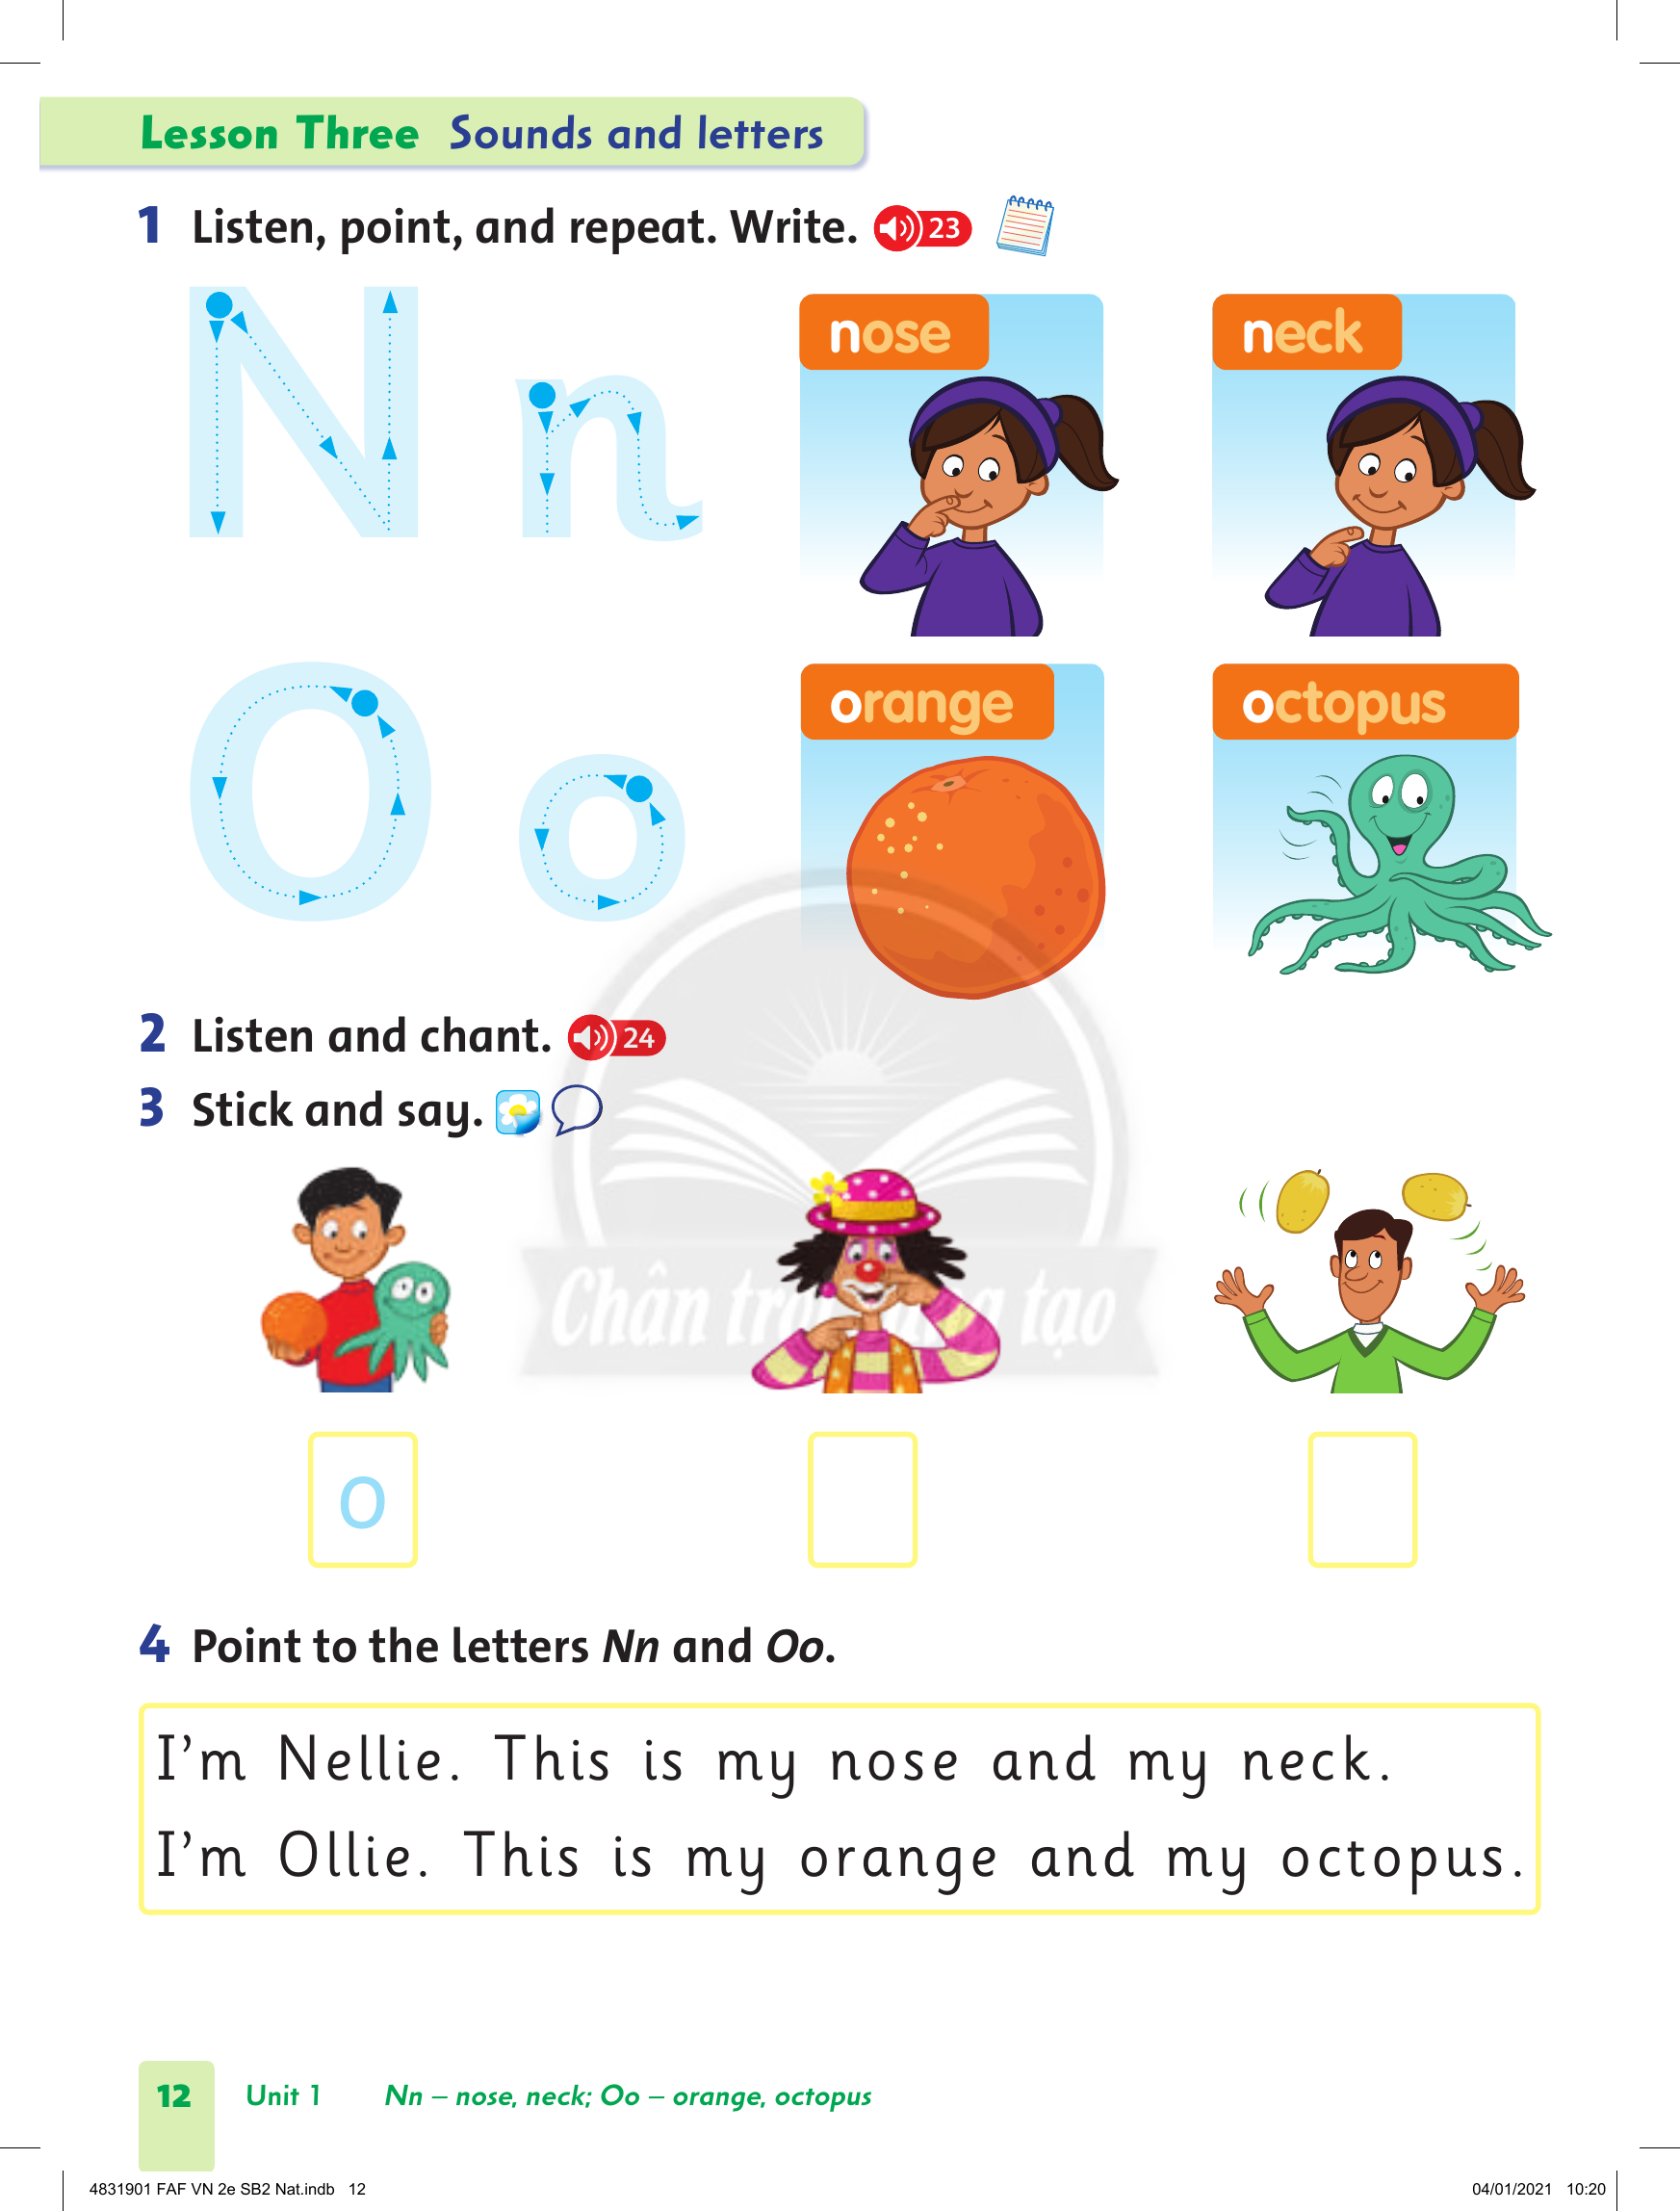 Lesson Three Sounds and letters
1 Listen, point, and repeat. Write. 23
N n
nose
neck
O o
orange
octopus
2 Listen and chant. 24
3 Stick and say.
Chân trời sáng tạo
o
4 Point to the letters Nn and Oo.
I'm Nellie. This is my nose and my neck.
I'm Ollie. This is my orange and my octopus.
12 Unit 1 Nn – nose, neck; Oo – orange, octopus
4831901 FAF VN 2e SB2 Nat.indb 12 04/01/2021 10:20